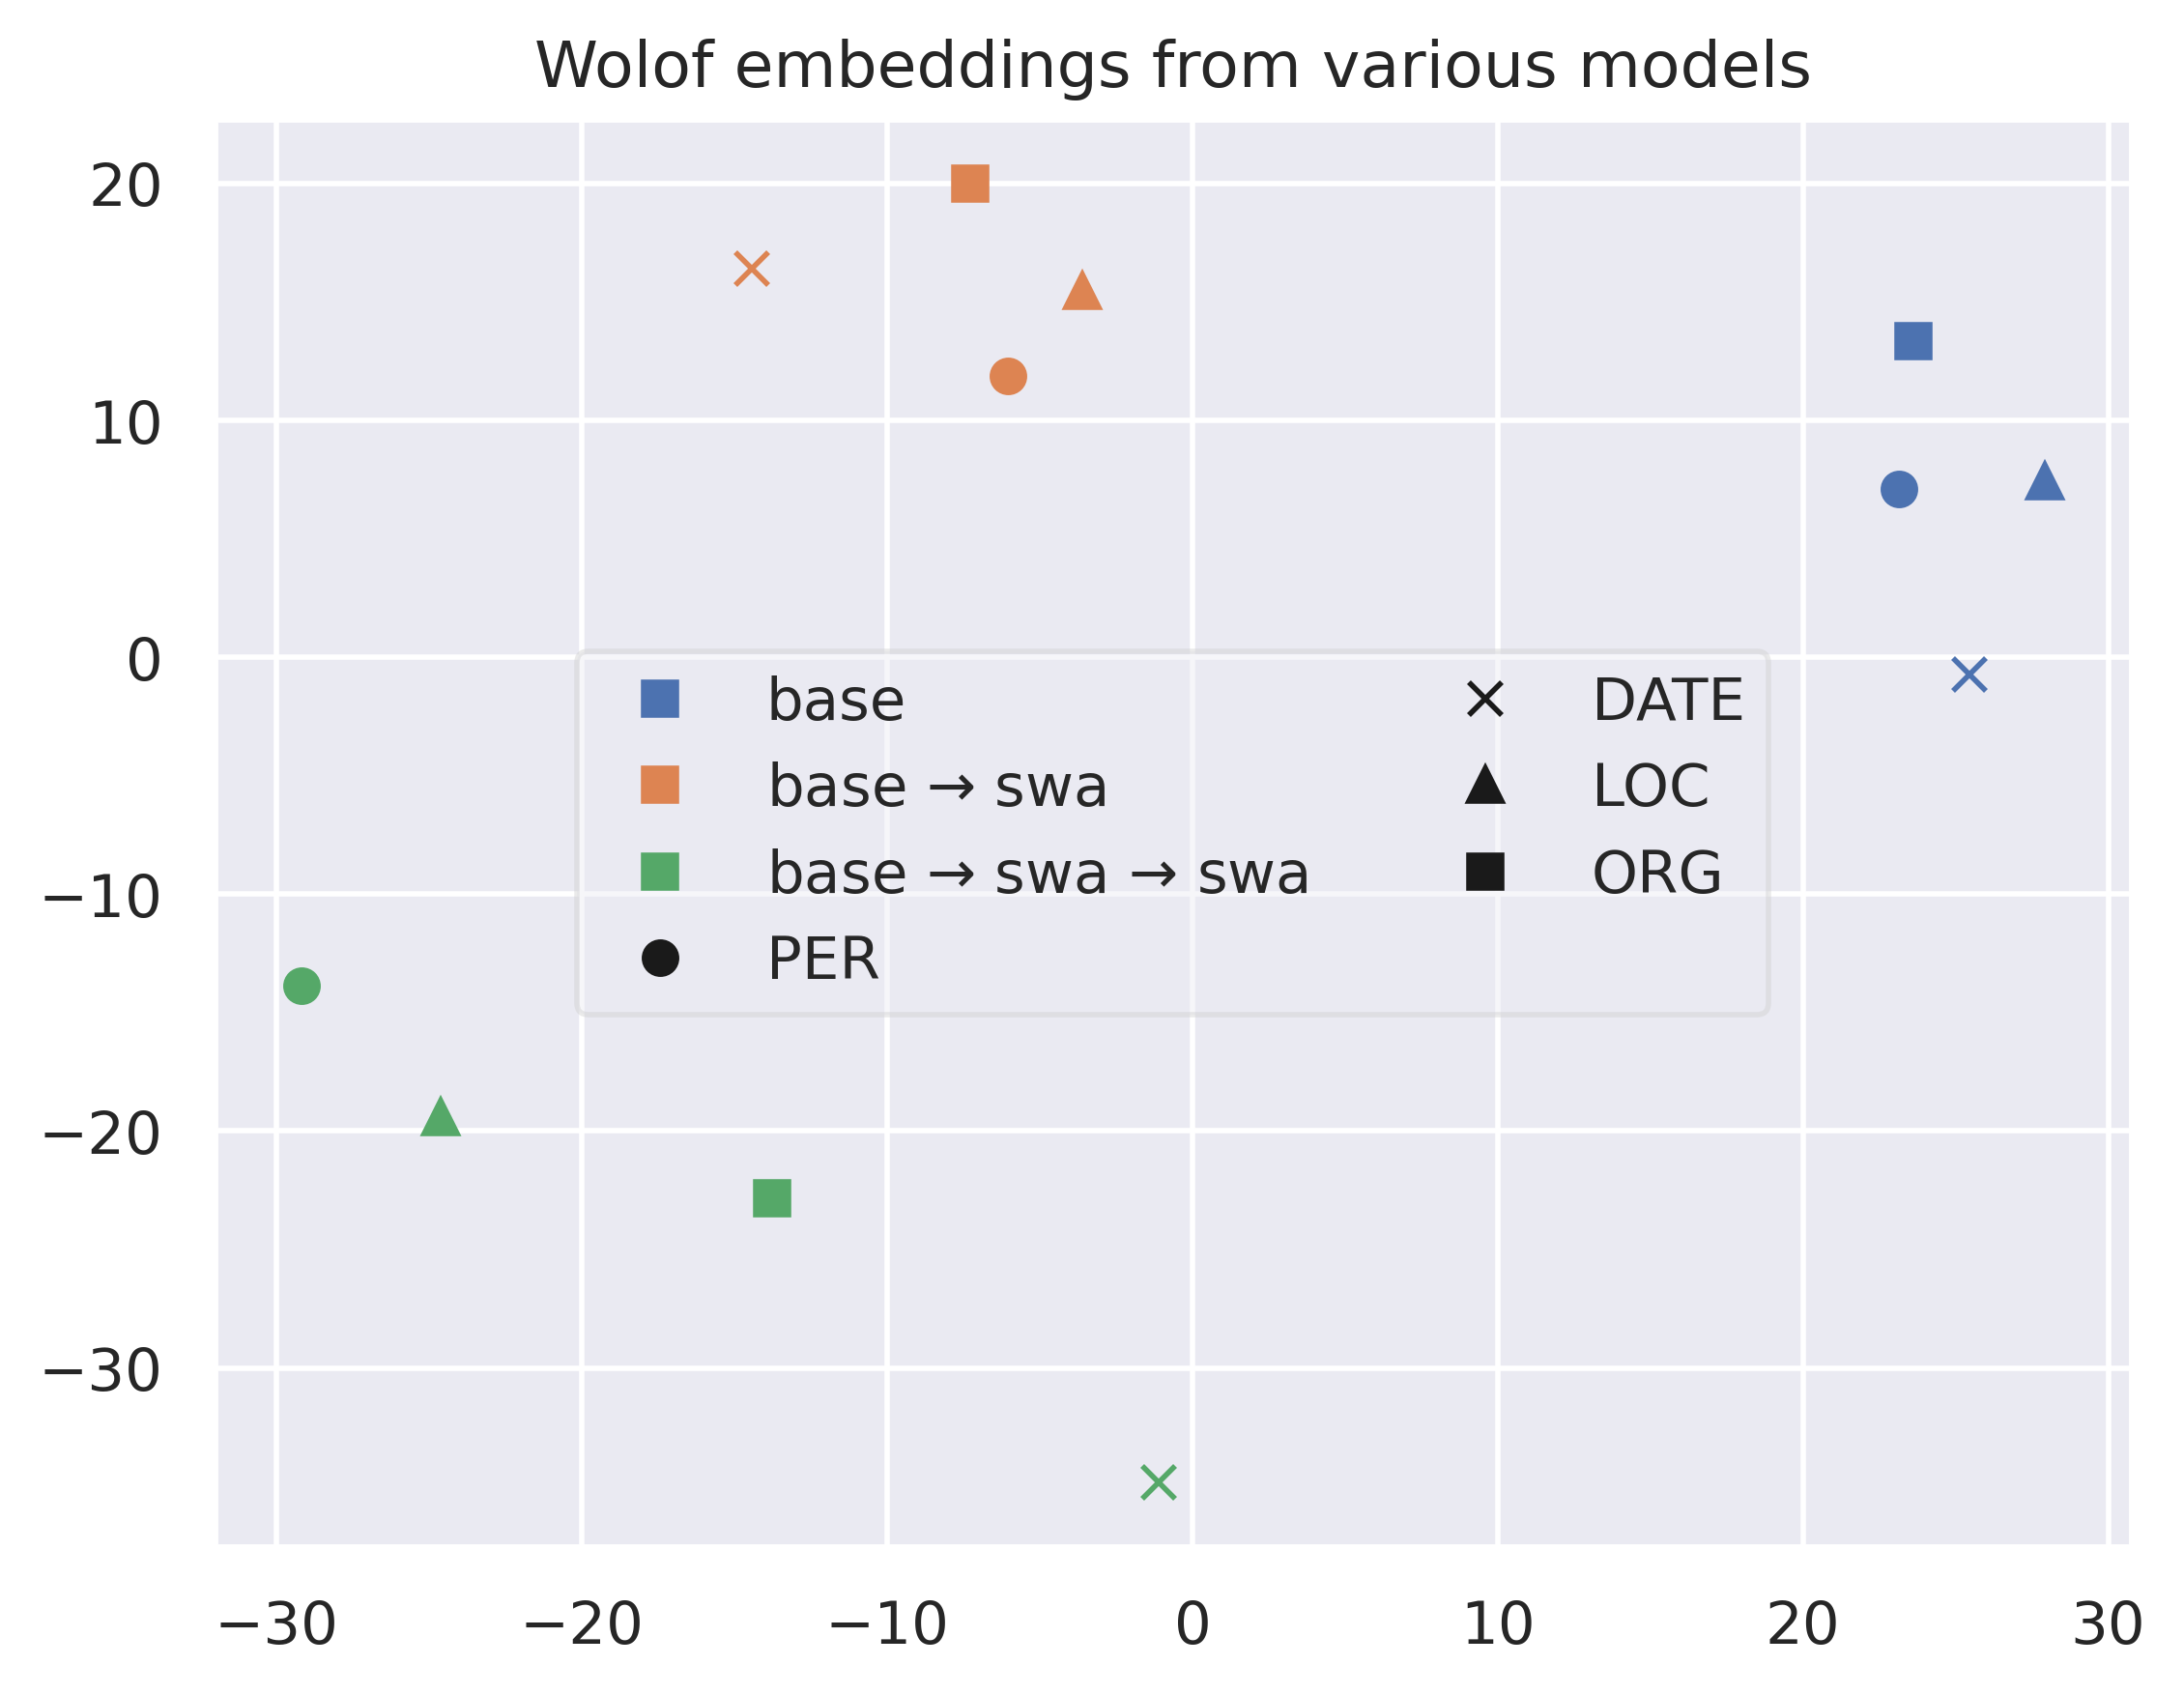 Wolof embeddings from various models
20
10
0
−10
−20
−30
base
base → swa
base → swa → swa
PER
DATE
LOC
ORG
−30 −20 −10 0 10 20 30